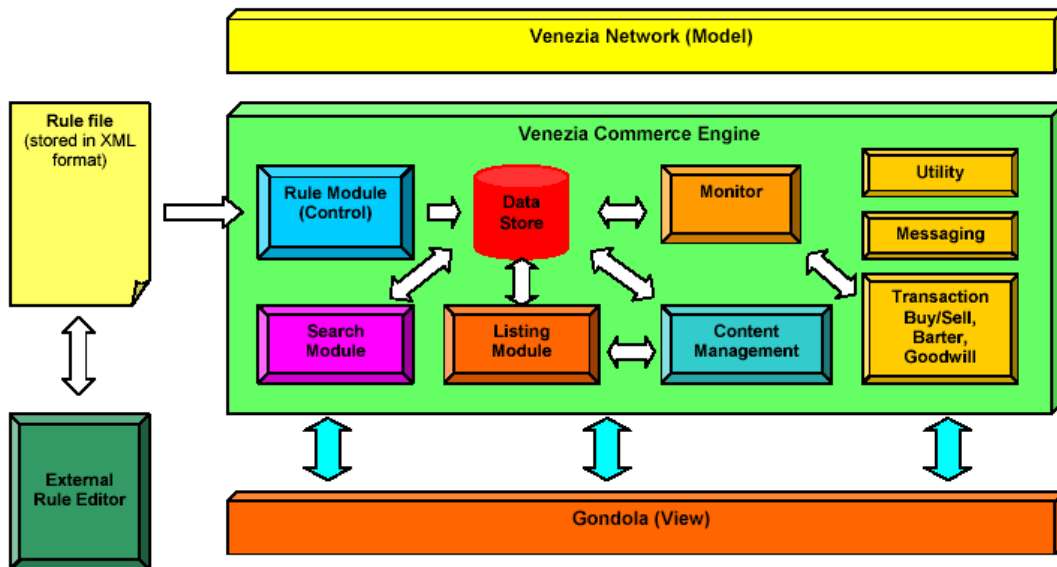 Venezia Network (Model)
Rule file
(stored in XML
format)
Venezia Commerce Engine
Rule Module
(Control)
Data
Store
Monitor
Utility
Messaging
Search
Module
Listing
Module
Content
Management
Transaction
Buy/Sell,
Barter,
Goodwill
External
Rule Editor
Gondola (View)